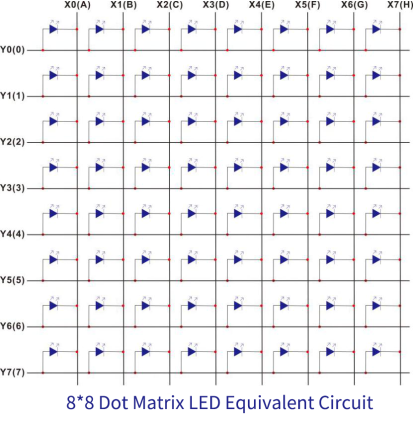 X0(A) X1(B) X2(C) X3(D) X4(E) X5(F) X6(G) X7(H)
Y0(0)
Y1(1)
Y2(2)
Y3(3)
Y4(4)
Y5(5)
Y6(6)
Y7(7)
8*8 Dot Matrix LED Equivalent Circuit